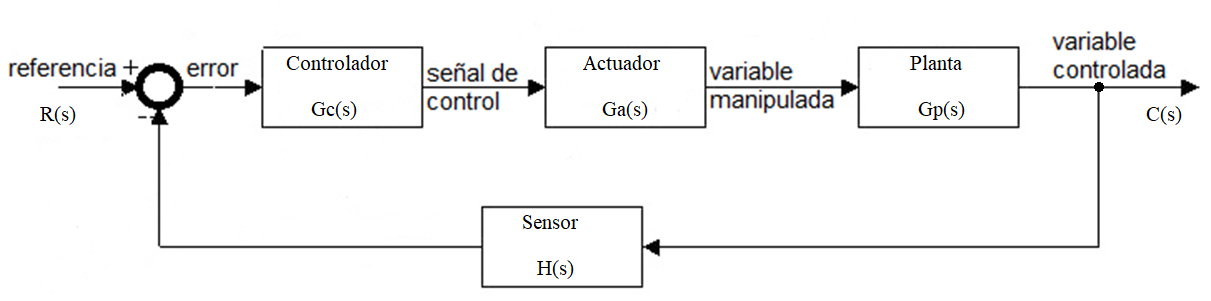 referencia +
R(s)
--
error
Controlador
Gc(s)
señal de
control
Actuador
Ga(s)
variable
manipulada
Planta
Gp(s)
variable
controlada
C(s)
Sensor
H(s)